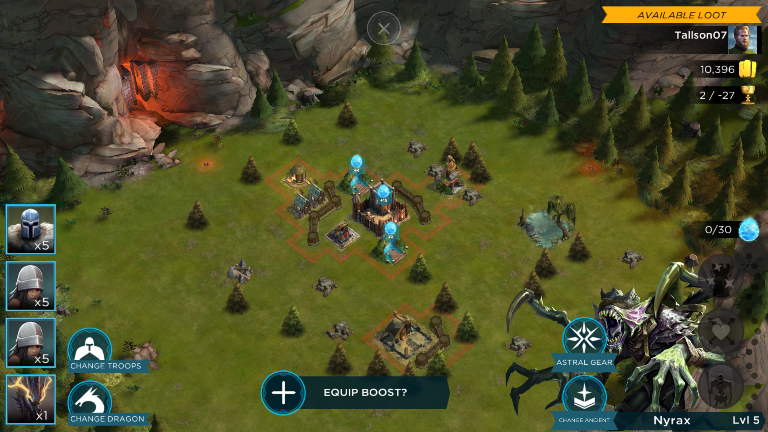 AVAILABLE LOOT
Tallson07
10,396
2 / -27
0/30
x5
x5
x5
x1
CHANGE TROOPS
CHANGE DRAGON
EQUIP BOOST?
ASTRAL GEAR
CHANGE ANCIENT
Nyrax Lvl 5